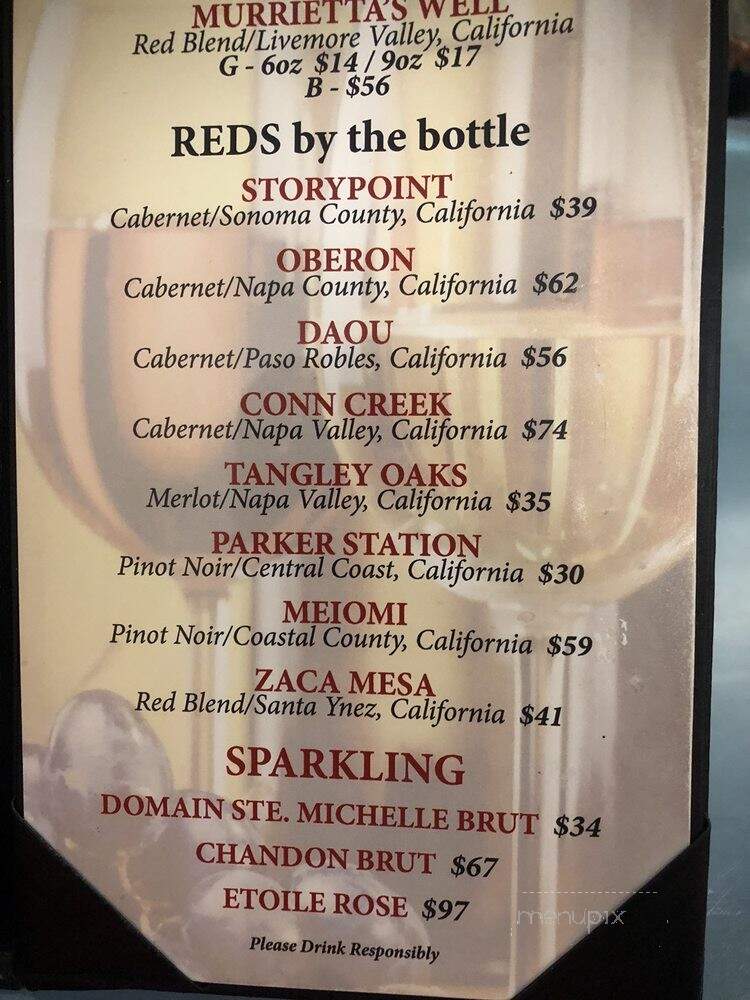 MURRIETTA'S WELL
Red Blend/Livemore Valley, California
G - 6oz $14 / 9oz $17
B - $56
REDS by the bottle
STORYPOINT
Cabernet/Sonoma County, California $39
OBERON
Cabernet/Napa County, California $62
DAOU
Cabernet/Paso Robles, California $56
CONN CREEK
Cabernet/Napa Valley, California $74
TANGLEY OAKS
Merlot/Napa Valley, California $35
PARKER STATION
Pinot Noir/Central Coast, California $30
MEIOMI
Pinot Noir/Coastal County, California $59
ZACA MESA
Red Blend/Santa Ynez, California $41
SPARKLING
DOMAIN STE. MICHELLE BRUT $34
CHANDON BRUT $67
ETOILE ROSE $97
menupix
Please Drink Responsibly